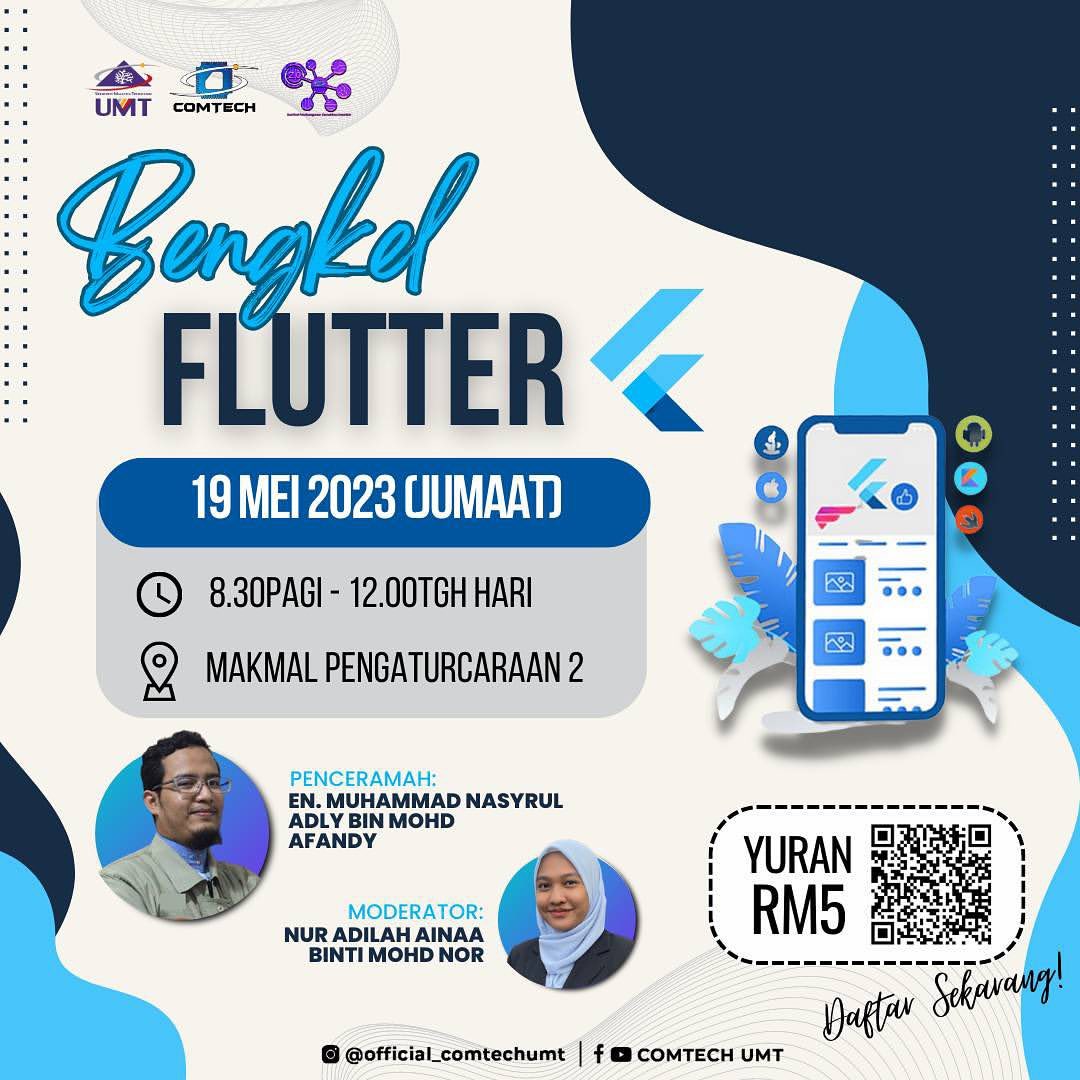 UMT
COMTECH
Bengkel
FLUTTER
19 MEI 2023 (JUMAAT)
8.30PAGI - 12.00TGH HARI
MAKMAL PENGATURCARAAN 2
PENCERAMAH:
EN. MUHAMMAD NASYRUL
ADLY BIN MOHD
AFANDY
MODERATOR:
NUR ADILAH AINAA
BINTI MOHD NOR
YURAN
RM5
Daftar Sekarang!
@official_comtechumt | COMTECH UMT